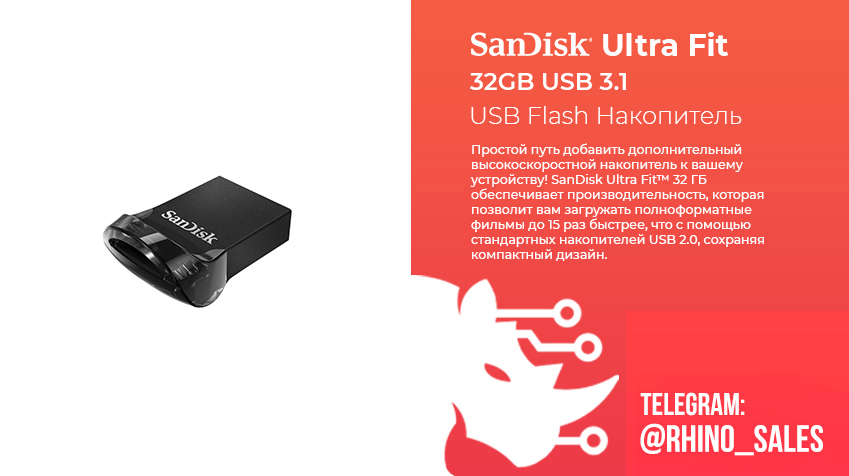 SanDisk
SanDisk® Ultra Fit
32GB USB 3.1
USB Flash Накопитель
Простой путь добавить дополнительный
высокоскоростной накопитель к вашему
устройству! SanDisk Ultra Fit™ 32 ГБ
обеспечивает производительность, которая
позволит вам загружать полноформатные
фильмы до 15 раз быстрее, что с помощью
стандартных накопителей USB 2.0, сохраняя
компактный дизайн.
TELEGRAM:
@RHINO_SALES